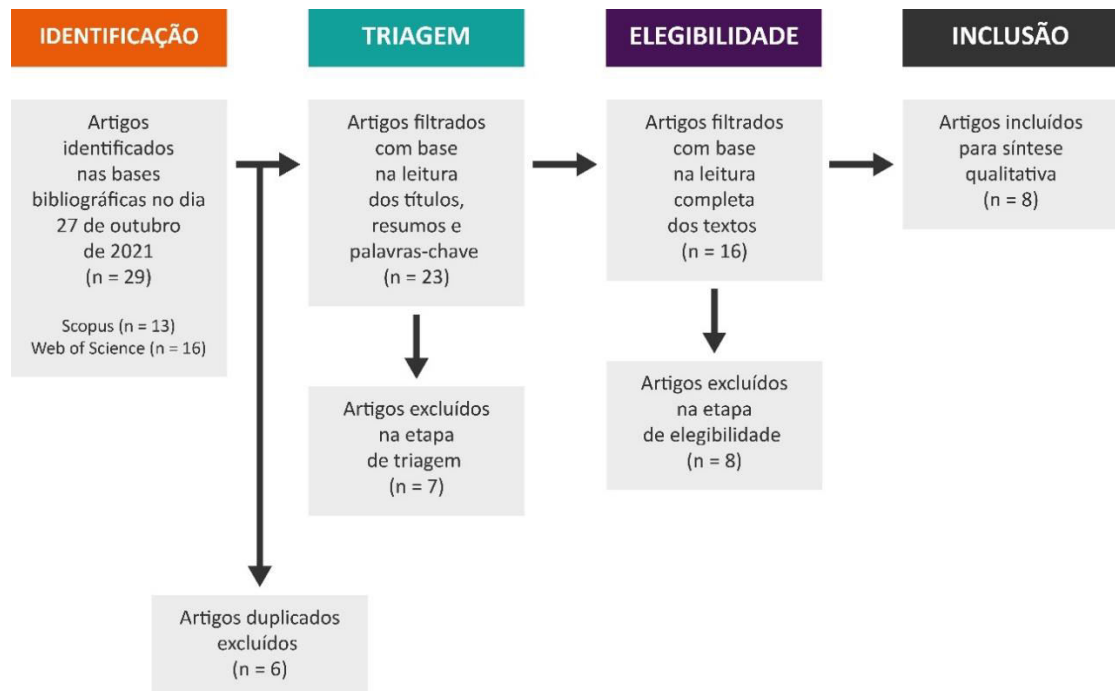 IDENTIFICAÇÃO
Artigos
identificados
nas bases
bibliográficas no dia
27 de outubro
de 2021
(n = 29)
Scopus (n = 13)
Web of Science (n = 16)
Artigos duplicados
excluídos
(n = 6)
TRIAGEM
Artigos filtrados
com base
na leitura
dos títulos,
resumos e
palavras-chave
(n = 23)
Artigos excluídos
na etapa
de triagem
(n = 7)
ELEGIBILIDADE
Artigos filtrados
com base
na leitura
completa
dos textos
(n = 16)
Artigos excluídos
na etapa
de elegibilidade
(n = 8)
INCLUSÃO
Artigos incluídos
para síntese
qualitativa
(n = 8)